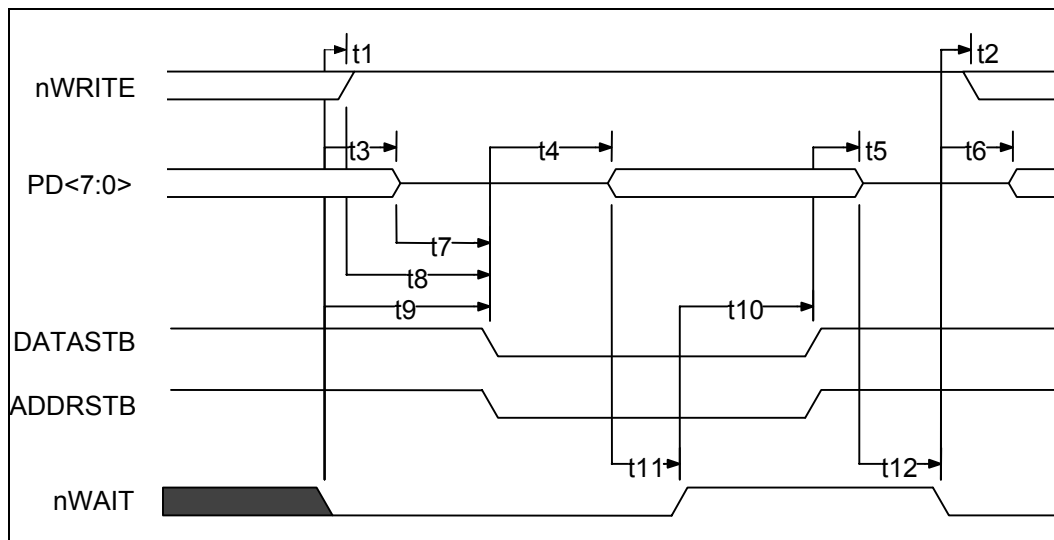 t1 t2
nWRITE
t3 t4 t5 t6
PD<7:0>
t7
t8
t9 t10
DATASTB
ADDRSTB
t11 t12
nWAIT